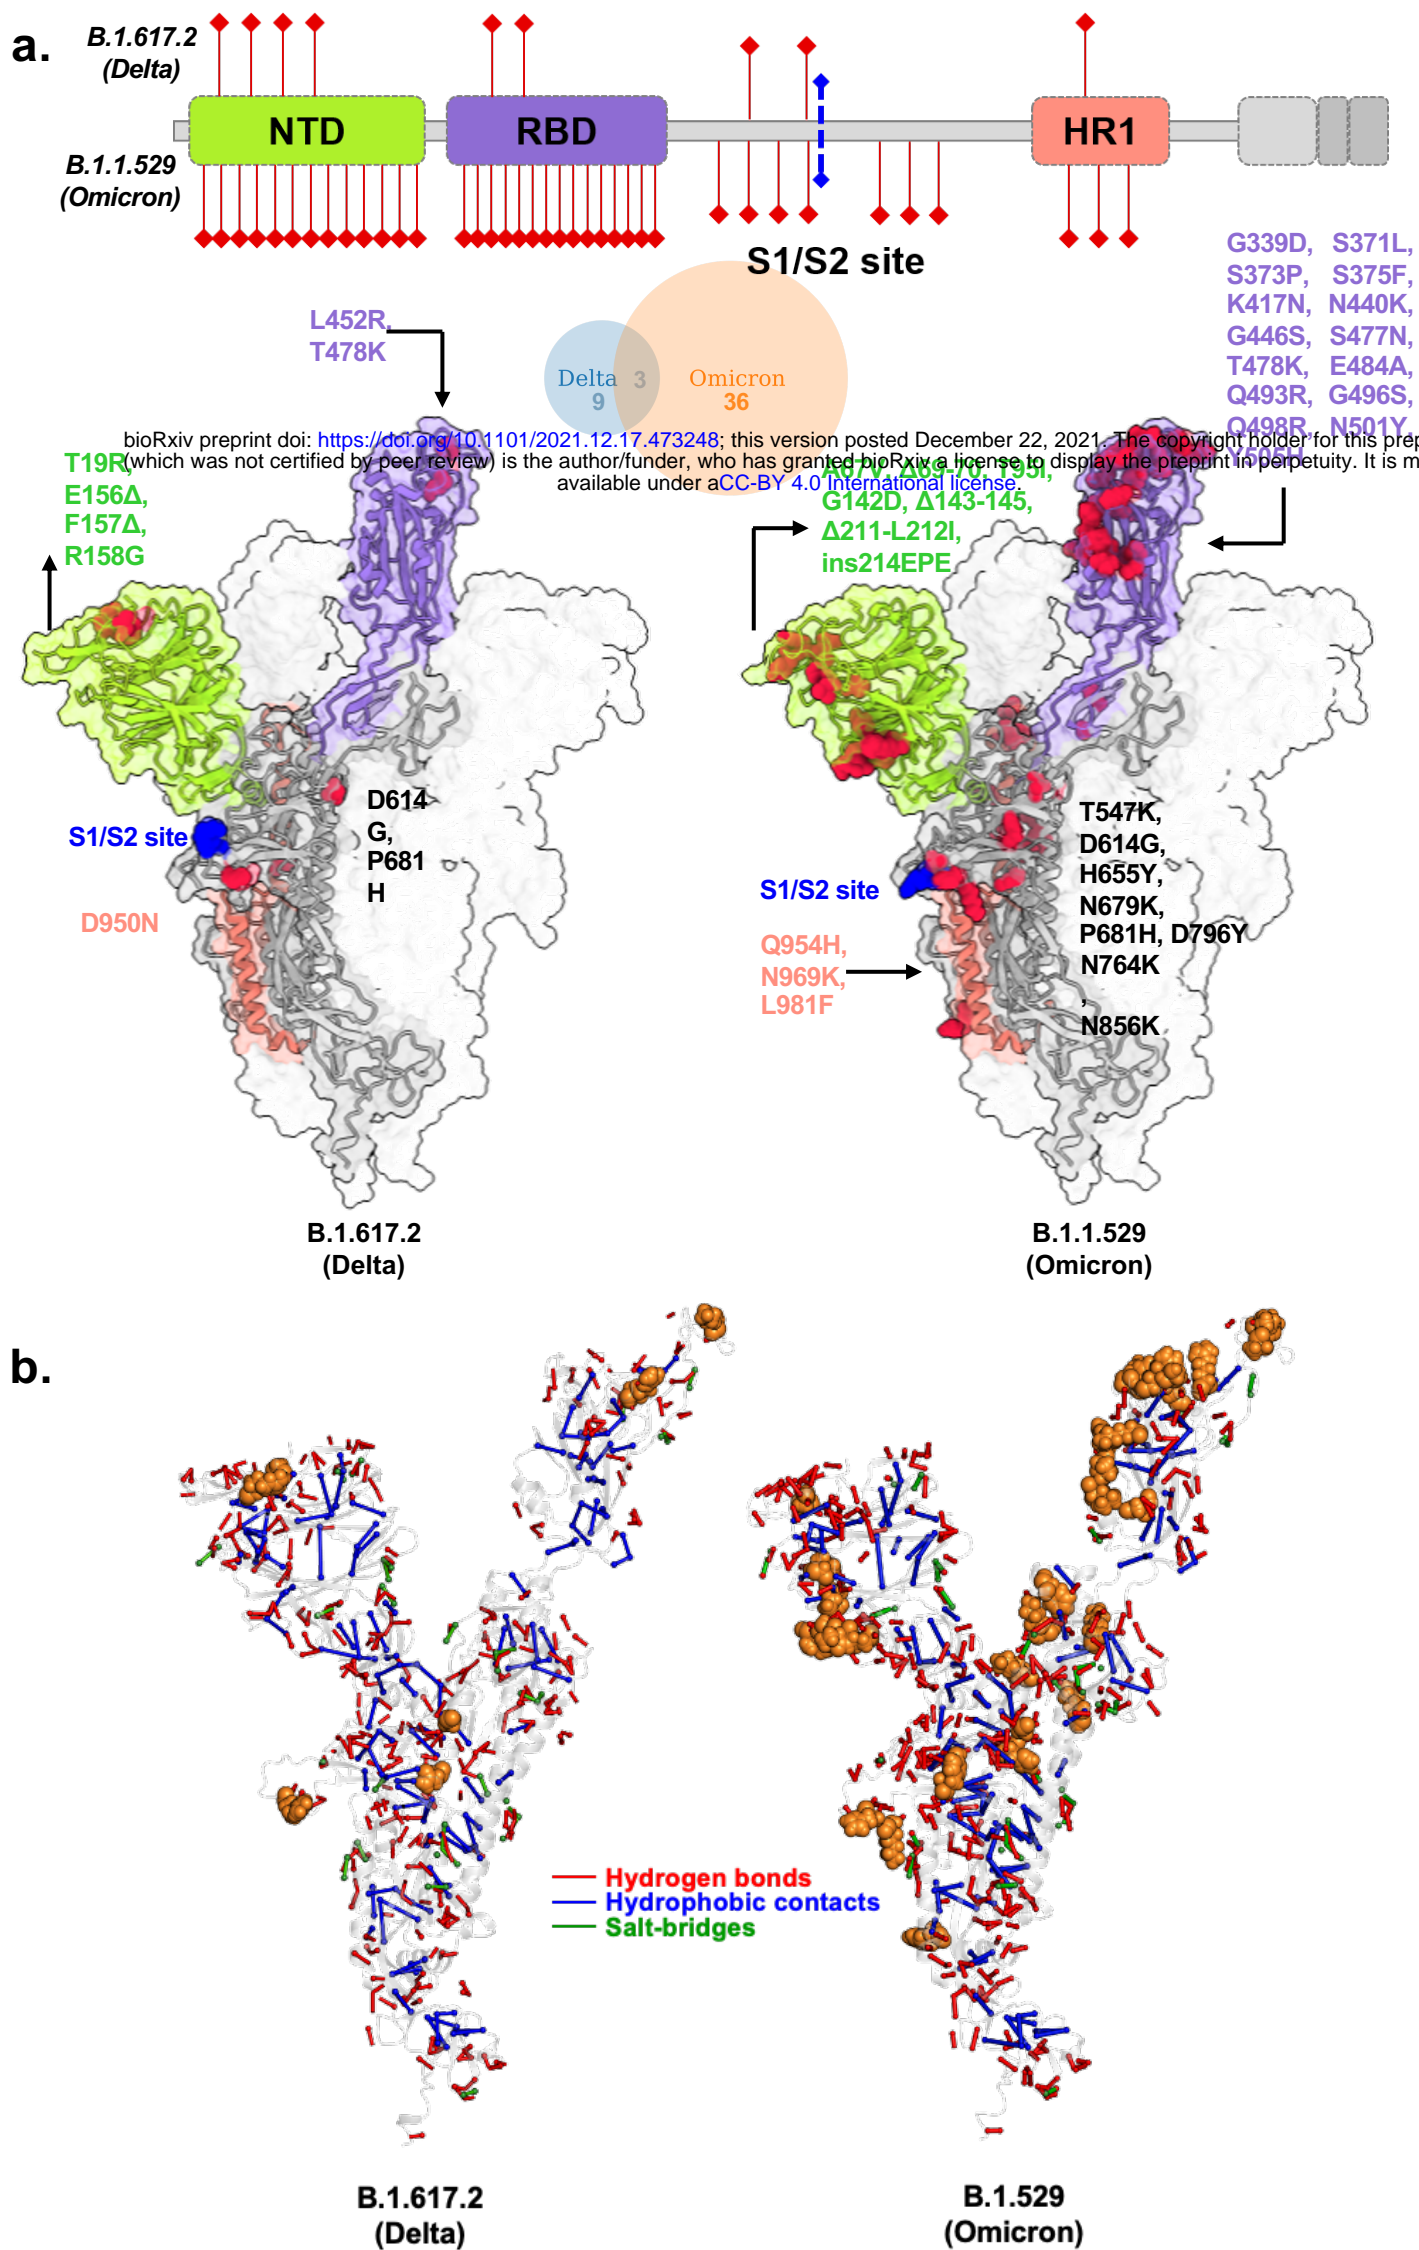 a.
B.1.617.2
(Delta)
NTD
RBD
HR1
B.1.1.529
(Omicron)
S1/S2 site
L452R,
T478K
Delta
3
Omicron
9
36
G339D, S371L,
S373P, S375F,
K417N, N440K,
G446S, S477N,
T478K, E484A,
Q493R, G496S,
Q498R, N501Y,
Y505H
bioRxiv preprint doi: https://doi.org/10.1101/2021.12.17.473248; this version posted December 22, 2021. The copyright holder for this prep
(which was not certified by peer review) is the author/funder, who has granted bioRxiv a license to display the preprint in perpetuity. It is m
available under aCC-BY 4.0 International license.
T19R,
E156Δ,
F157Δ,
R158G
A67V, Δ69-70, T95I,
G142D, Δ143-145,
Δ211-L212I,
ins214EPE
S1/S2 site
D614
G,
P681
H
D950N
S1/S2 site
Q954H,
N969K,
L981F
T547K,
D614G,
H655Y,
N679K,
P681H, D796Y
N764K
,
N856K
B.1.617.2
(Delta)
B.1.1.529
(Omicron)
b.
Hydrogen bonds
Hydrophobic contacts
Salt-bridges
B.1.617.2
(Delta)
B.1.529
(Omicron)